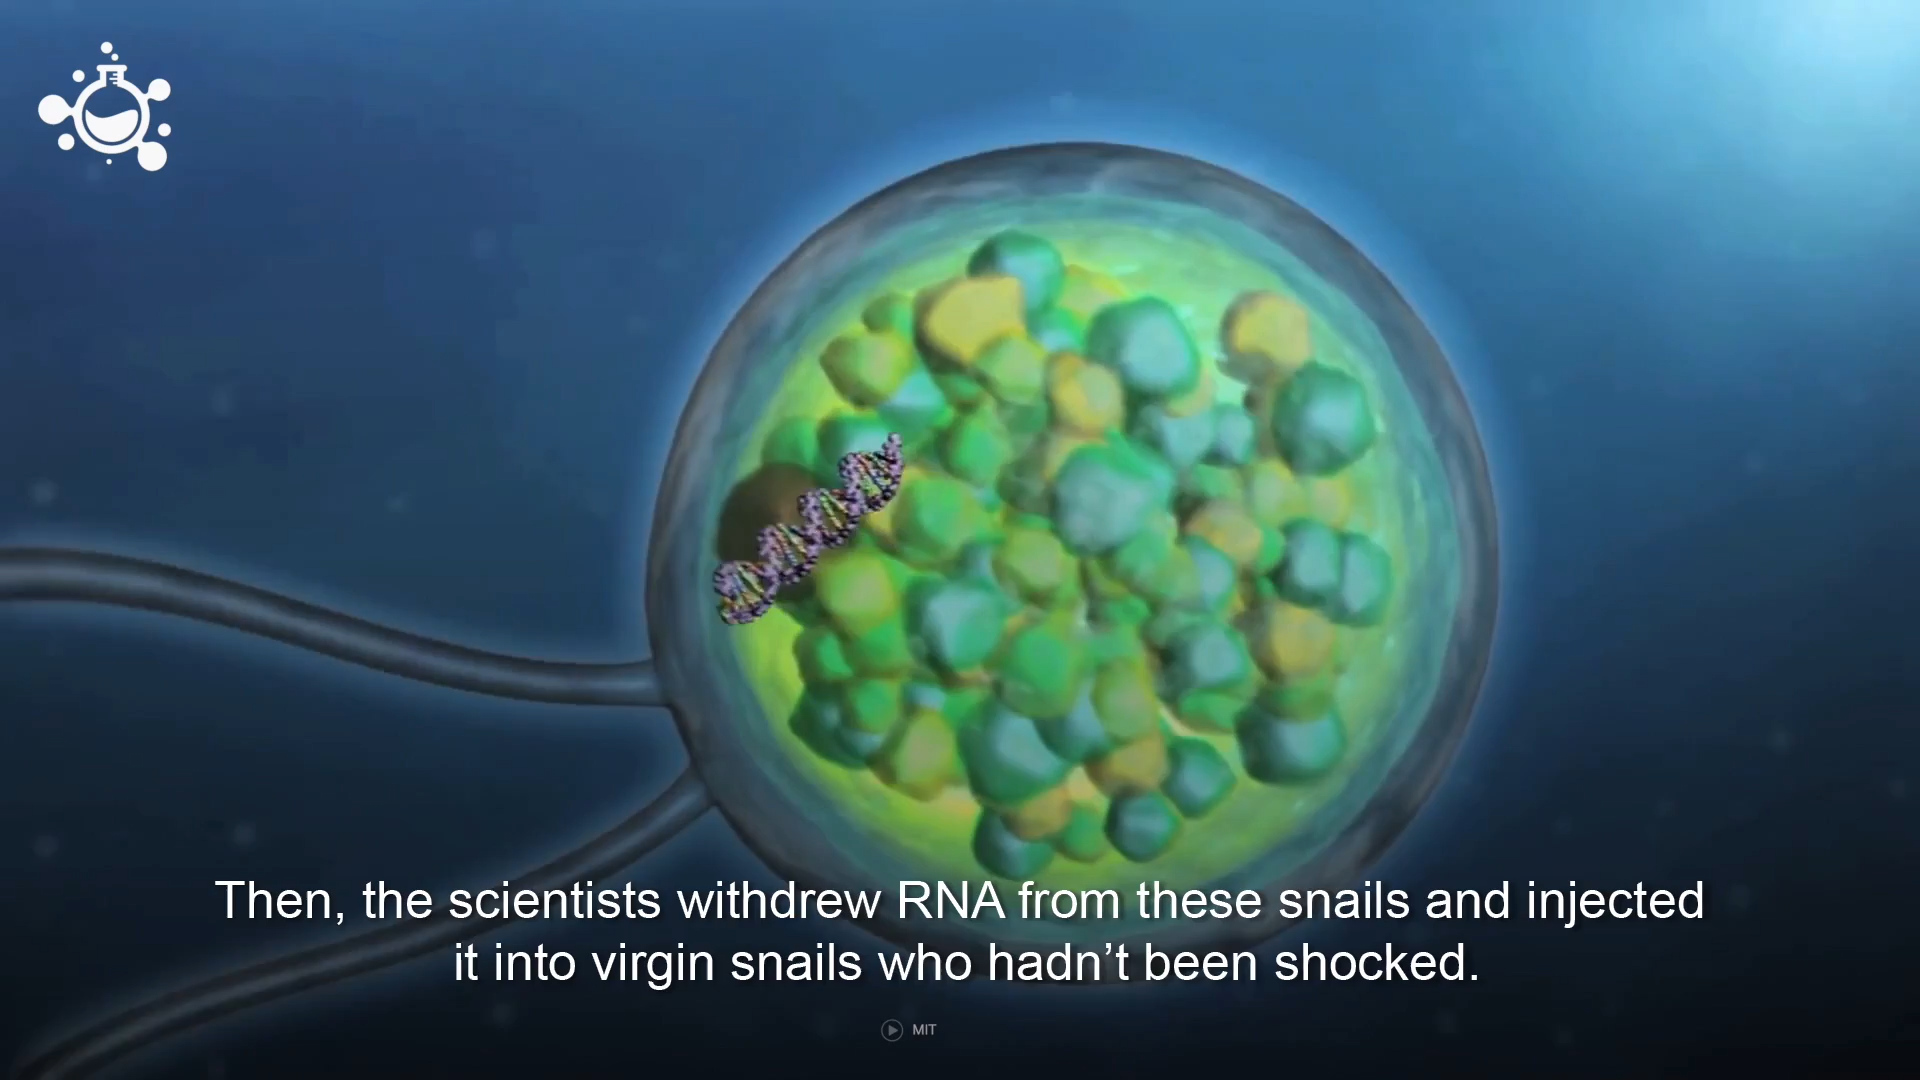 Then, the scientists withdrew RNA from these snails and injected
it into virgin snails who hadn’t been shocked.
MIT